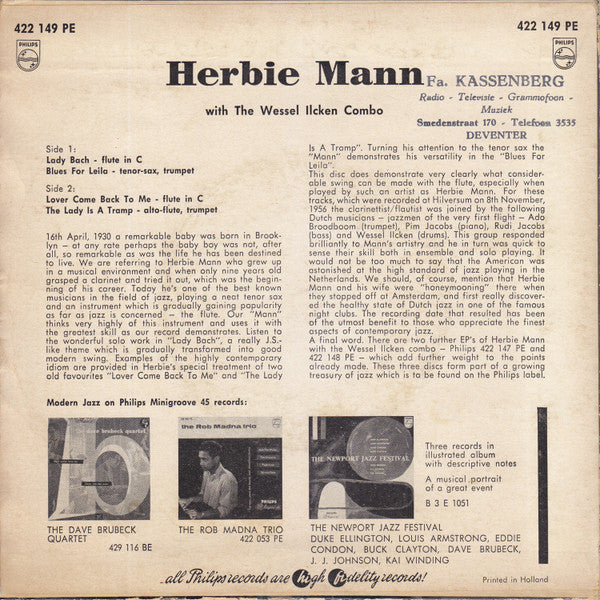 422 149 PE
422 149 PE
PHILIPS
PHILIPS
Herbie Mann
Fa. KASSENBERG
Radio - Televisie - Grammofoon -
Muziek
Smedenstraat 170 - Telefoon 3535
DEVENTER
with The Wessel Ilcken Combo
Side 1:
Lady Bach - flute in C
Blues For Leila - tenor-sax, trumpet
Side 2:
Lover Come Back To Me - flute in C
The Lady Is A Tramp - alto-flute, trumpet
16th April, 1930 a remarkable baby was born in Brook-
lyn – at any rate perhaps the baby boy was not, after
all, so remarkable as was the life he has been destined
to live. We are referring to Herbie Mann who grew up
in a musical environment and when only nine years old
grasped a clarinet and tried it out, which was the begin-
ning of his career. Today he's one of the best known
musicians in the field of jazz, playing a neat tenor sax
and an instrument which is gradually gaining popularity
as far as jazz is concerned – the flute. Our "Mann"
thinks very highly of this instrument and uses it with
the greatest skill as our record demonstrates. Listen to
the wonderful solo work in "Lady Bach", a really J.S.-
like theme which is gradually transformed into good
modern swing. Examples of the highly contemporary
idiom are provided in Herbie's special treatment of two
old favourites "Lover Come Back To Me" and "The Lady
Is A Tramp". Turning his attention to the tenor sax the
"Mann" demonstrates his versatility in the "Blues For
Leila".
This disc does demonstrate very clearly what consider-
able swing can be made with the flute, especially when
played by such an artist as Herbie Mann. For these
tracks, which were recorded at Hilversum on 8th November,
1956 the clarinettist/flautist was joined by the following
Dutch musicians – jazzmen of the very first flight – Ado
Broodboom (trumpet), Pim Jacobs (piano), Rudi Jacobs
(bass) and Wessel Ilcken (drums). This group responded
brilliantly to Mann's artistry and he in turn was quick to
sense their skill both in ensemble and solo playing. It
would not be too much to say that the American was
astonished at the high standard of jazz playing in the
Netherlands. We should, of course, mention that Herbie
Mann and his wife were "honeymooning" there when
they stopped off at Amsterdam, and first really discover-
ed the healthy state of Dutch jazz in one of the famous
night clubs. The recording date that resulted has been
of the utmost benefit to those who appreciate the finest
aspects of contemporary jazz.
A final word. There are two further EP's of Herbie Mann
with the Wessel Ilcken combo – Philips 422 147 PE and
422 148 PE – which add further weight to the points
already made. These three discs form part of a growing
treasury of jazz which is to be found on the Philips label.
Modern Jazz on Philips Minigroove 45 records:
the dave brubeck quartet
the Rob Madna trio
PHILIPS
THE NEWPORT JAZZ FESTIVAL
THE DAVE BRUBECK
QUARTET
429 116 BE
THE ROB MADNA TRIO
422 053 PE
THE NEWPORT JAZZ FESTIVAL
DUKE ELLINGTON, LOUIS ARMSTRONG, EDDIE
CONDON, BUCK CLAYTON, DAVE BRUBECK,
J. J. JOHNSON, KAI WINDING
Three records in
illustrated album
with descriptive notes
A musical portrait
of a great event
B 3 E 1051
...all Philips records are high fidelity records!
Printed in Holland